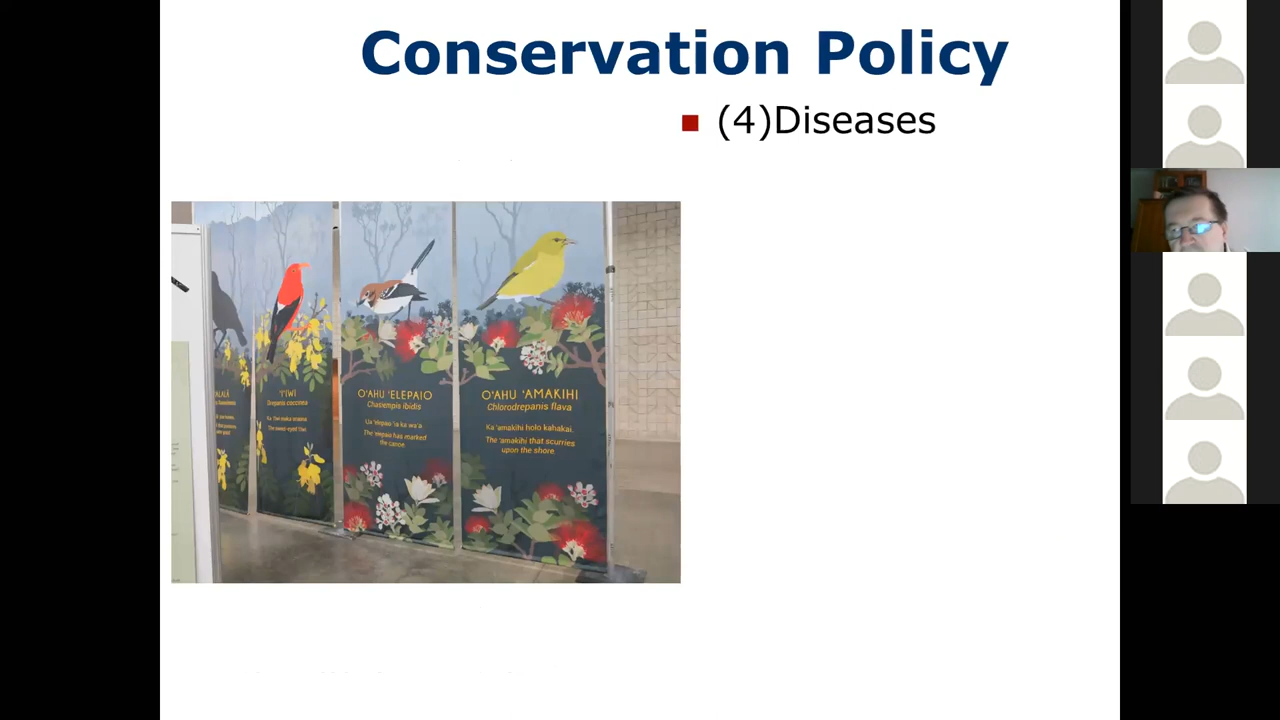 Conservation Policy
(4)Diseases
ʻIʻIWI
Drepanis coccinea
OʻAHU ʻELEPAIO
Chasiempis ibidis
Ua ʻelepaio ʻia ka waʻa.
The ʻelepaio has marked
the canoe.
OʻAHU ʻAMAKIHI
Chlorodrepanis flava
Ka ʻamakihi holo kahakai.
The ʻamakihi that scurries
upon the shore.